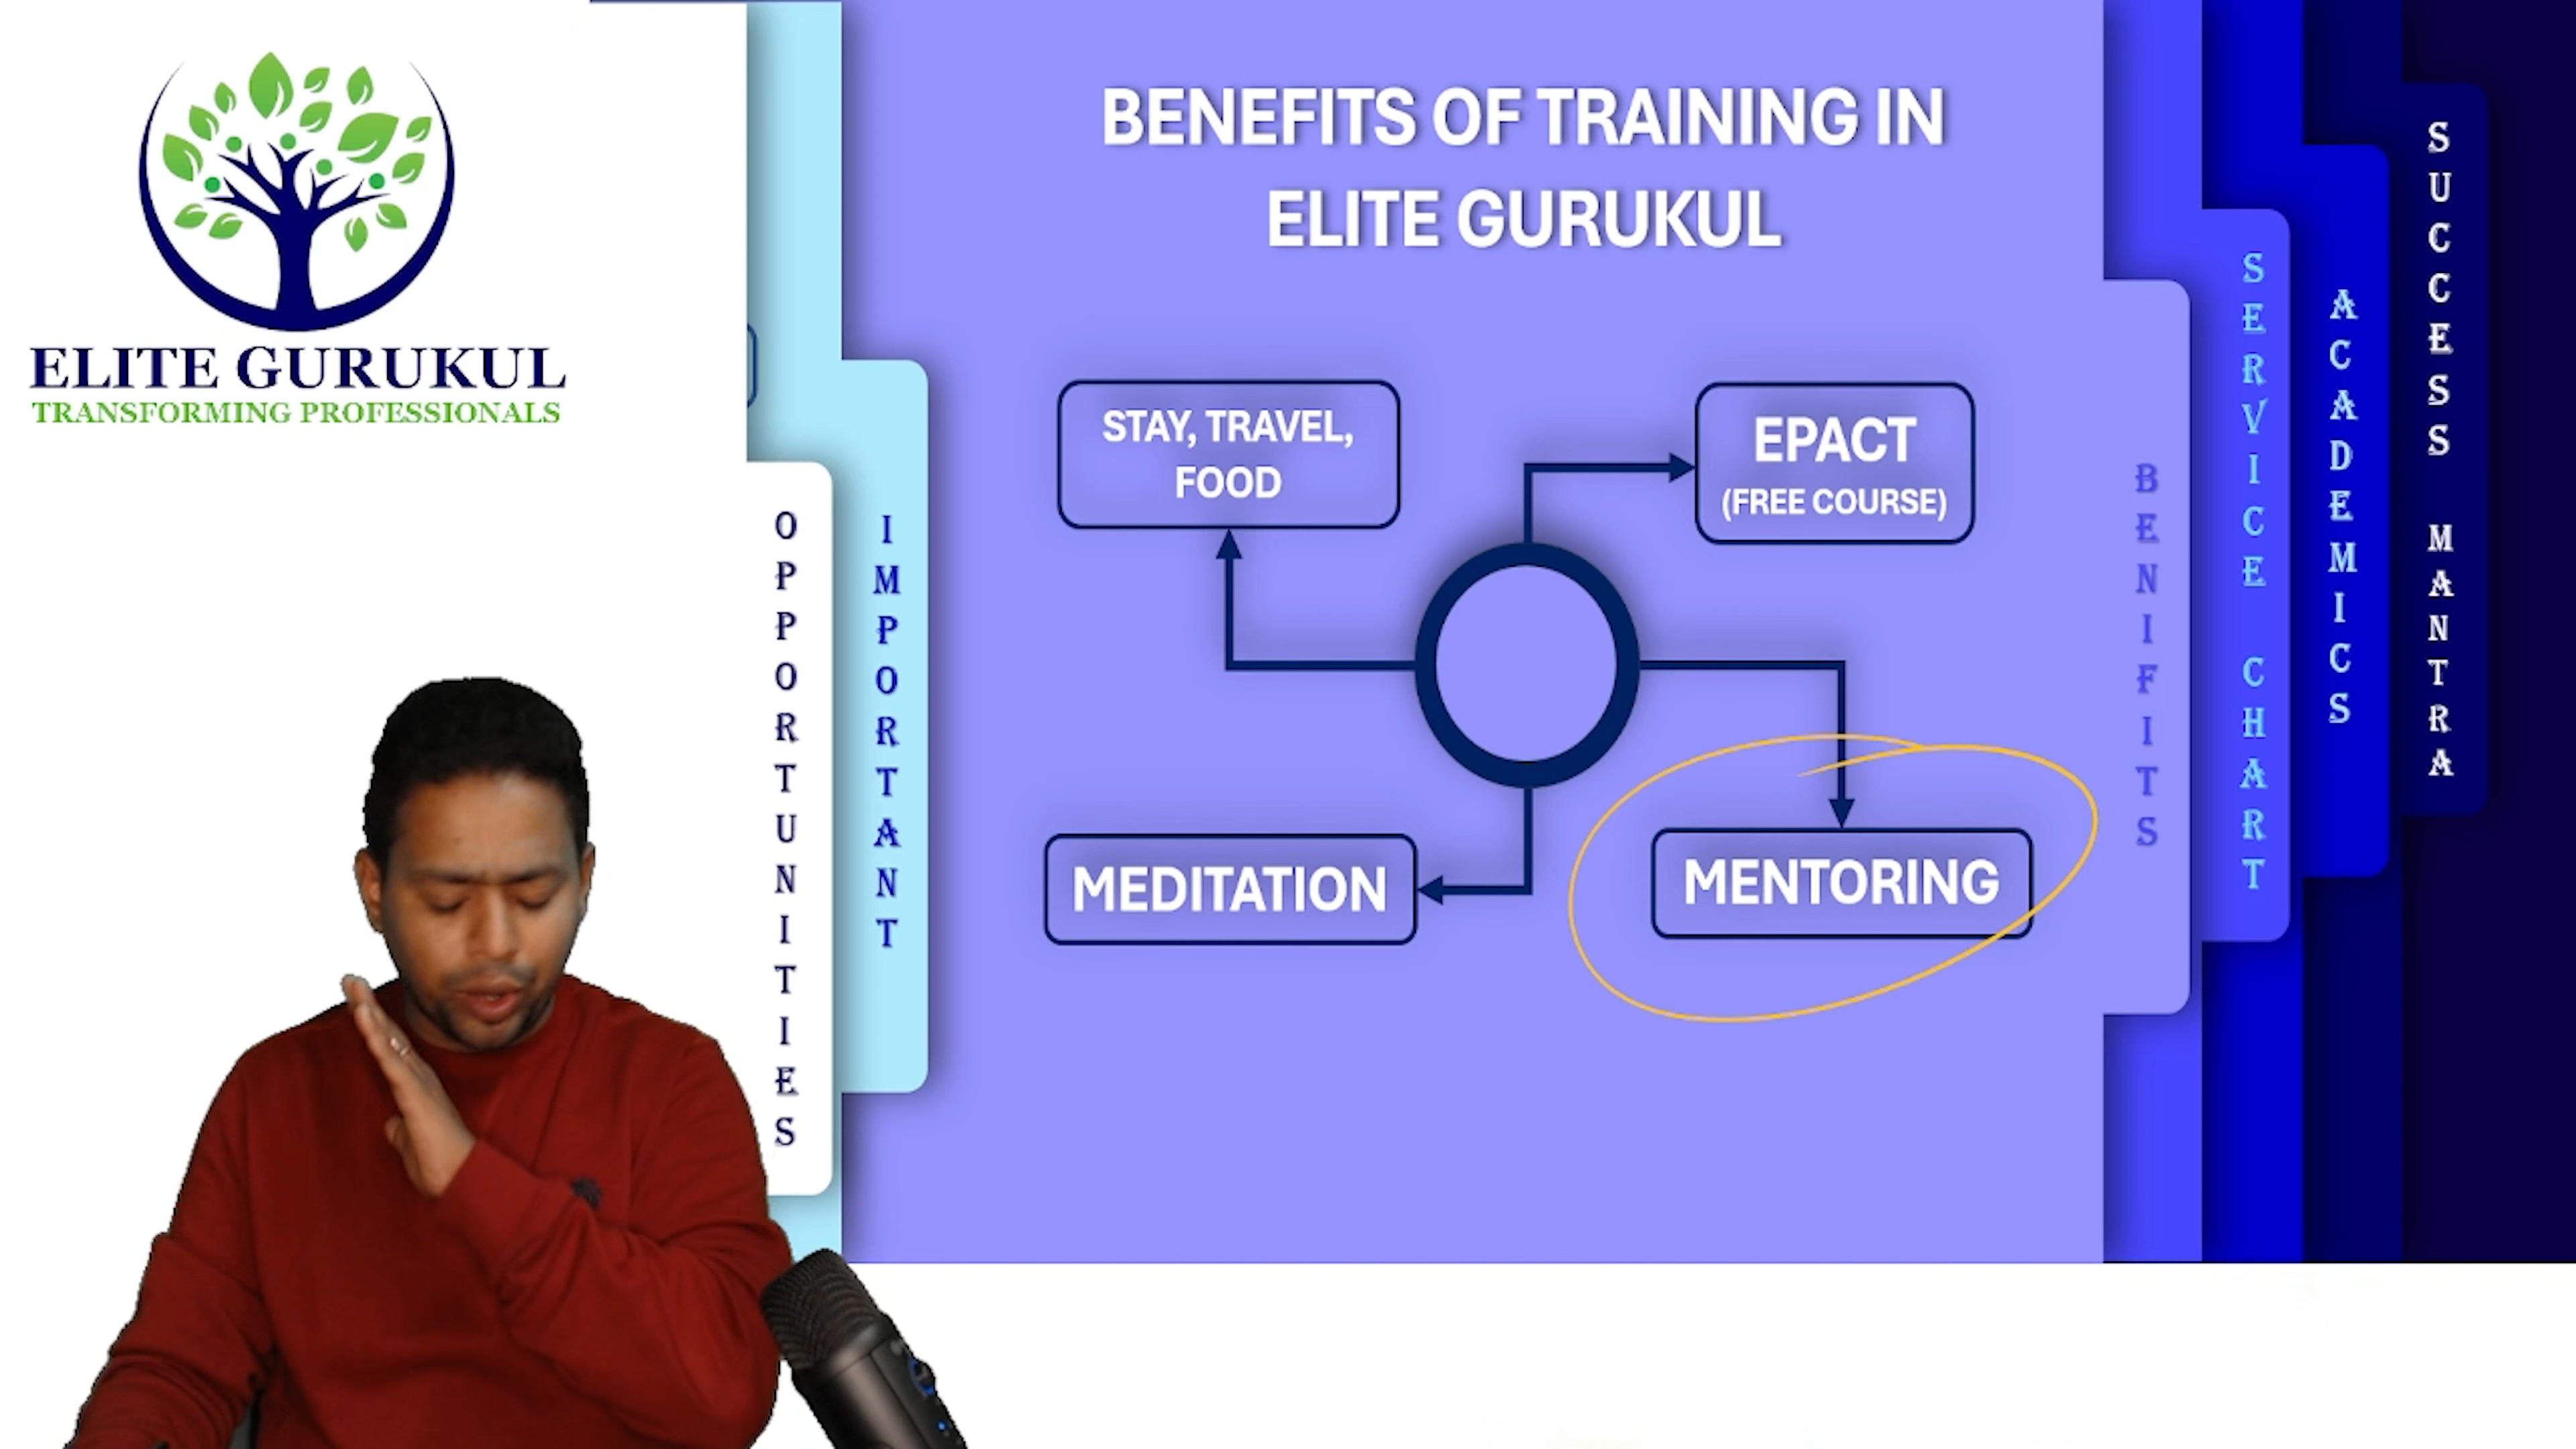 ELITE GURUKUL
TRANSFORMING PROFESSIONALS
OPPORTUNITIES
IMPORTANT
BENEFITS OF TRAINING IN
ELITE GURUKUL
STAY, TRAVEL,
FOOD
EPACT
(FREE COURSE)
MEDITATION
MENTORING
BENIFITS
SERVICE CHART
ACADEMICS
SUCCESS MANTRA